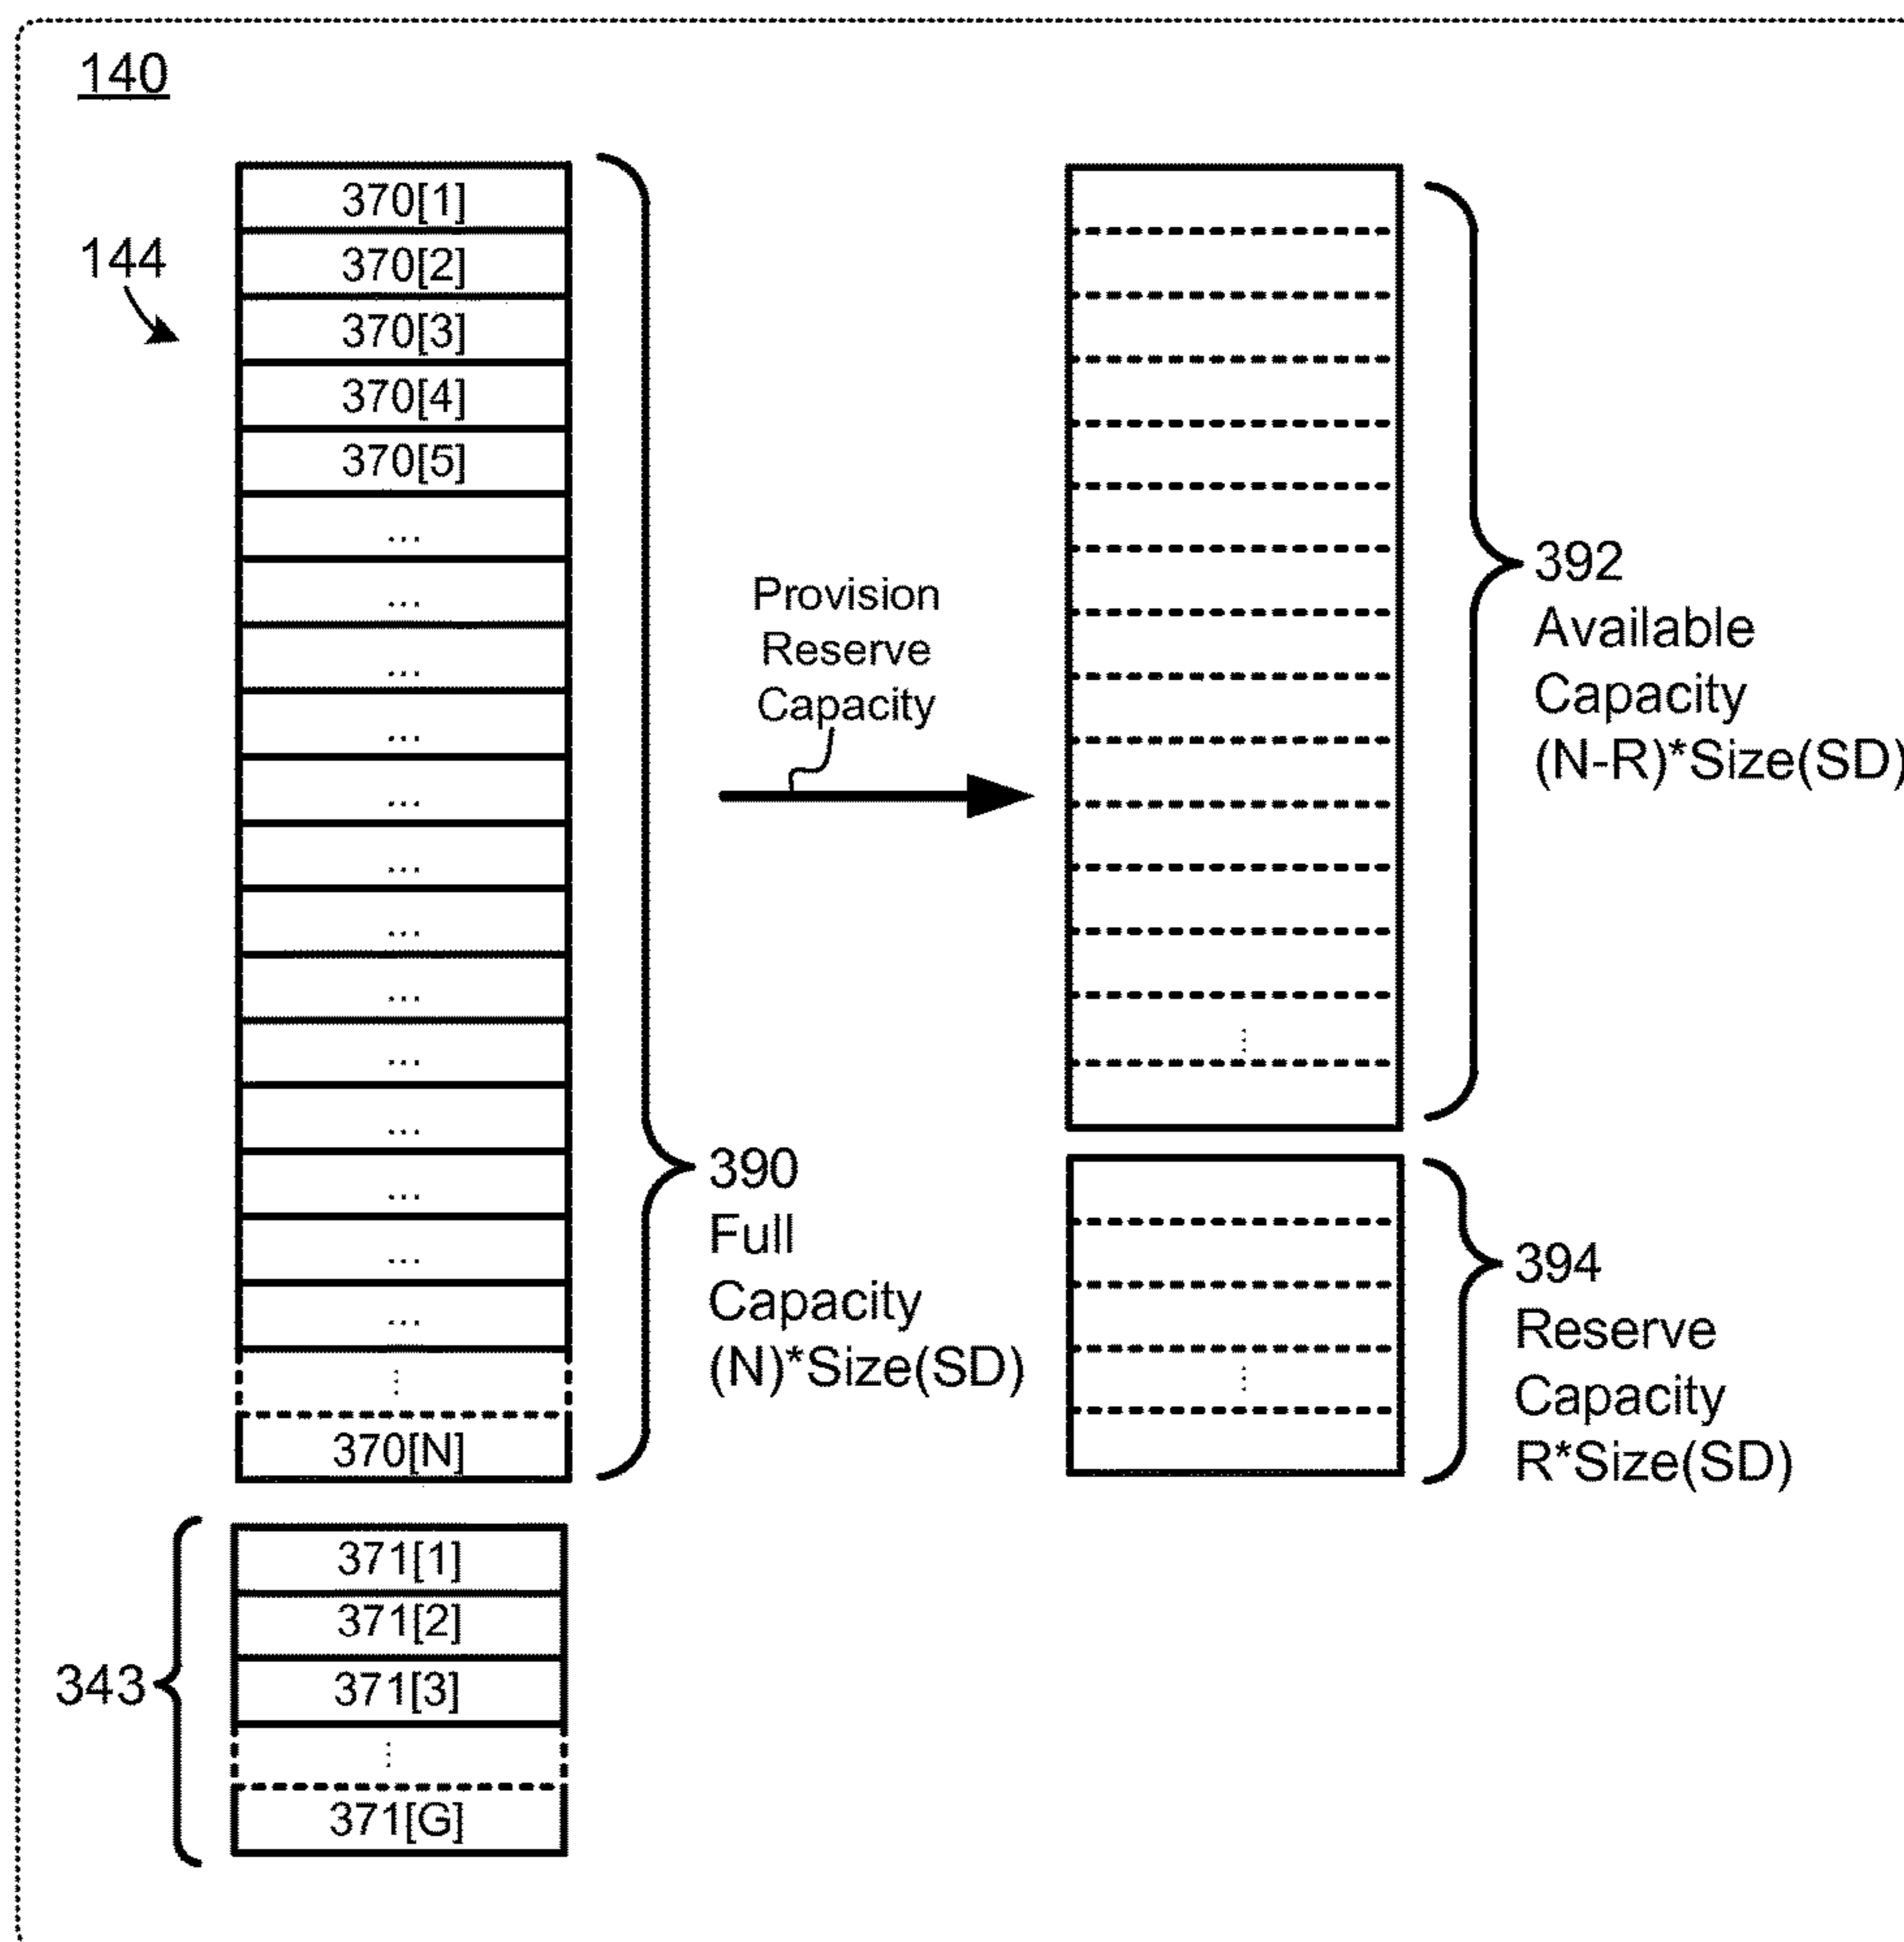 140
144
370[1]
370[2]
370[3]
370[4]
370[5]
...
...
...
...
...
...
...
...
...
...
...
...
...
...
370[N]
390
Full
Capacity
(N)*Size(SD)
Provision
Reserve
Capacity
...
392
Available
Capacity
(N-R)*Size(SD)
...
394
Reserve
Capacity
R*Size(SD)
343
371[1]
371[2]
371[3]
...
371[G]